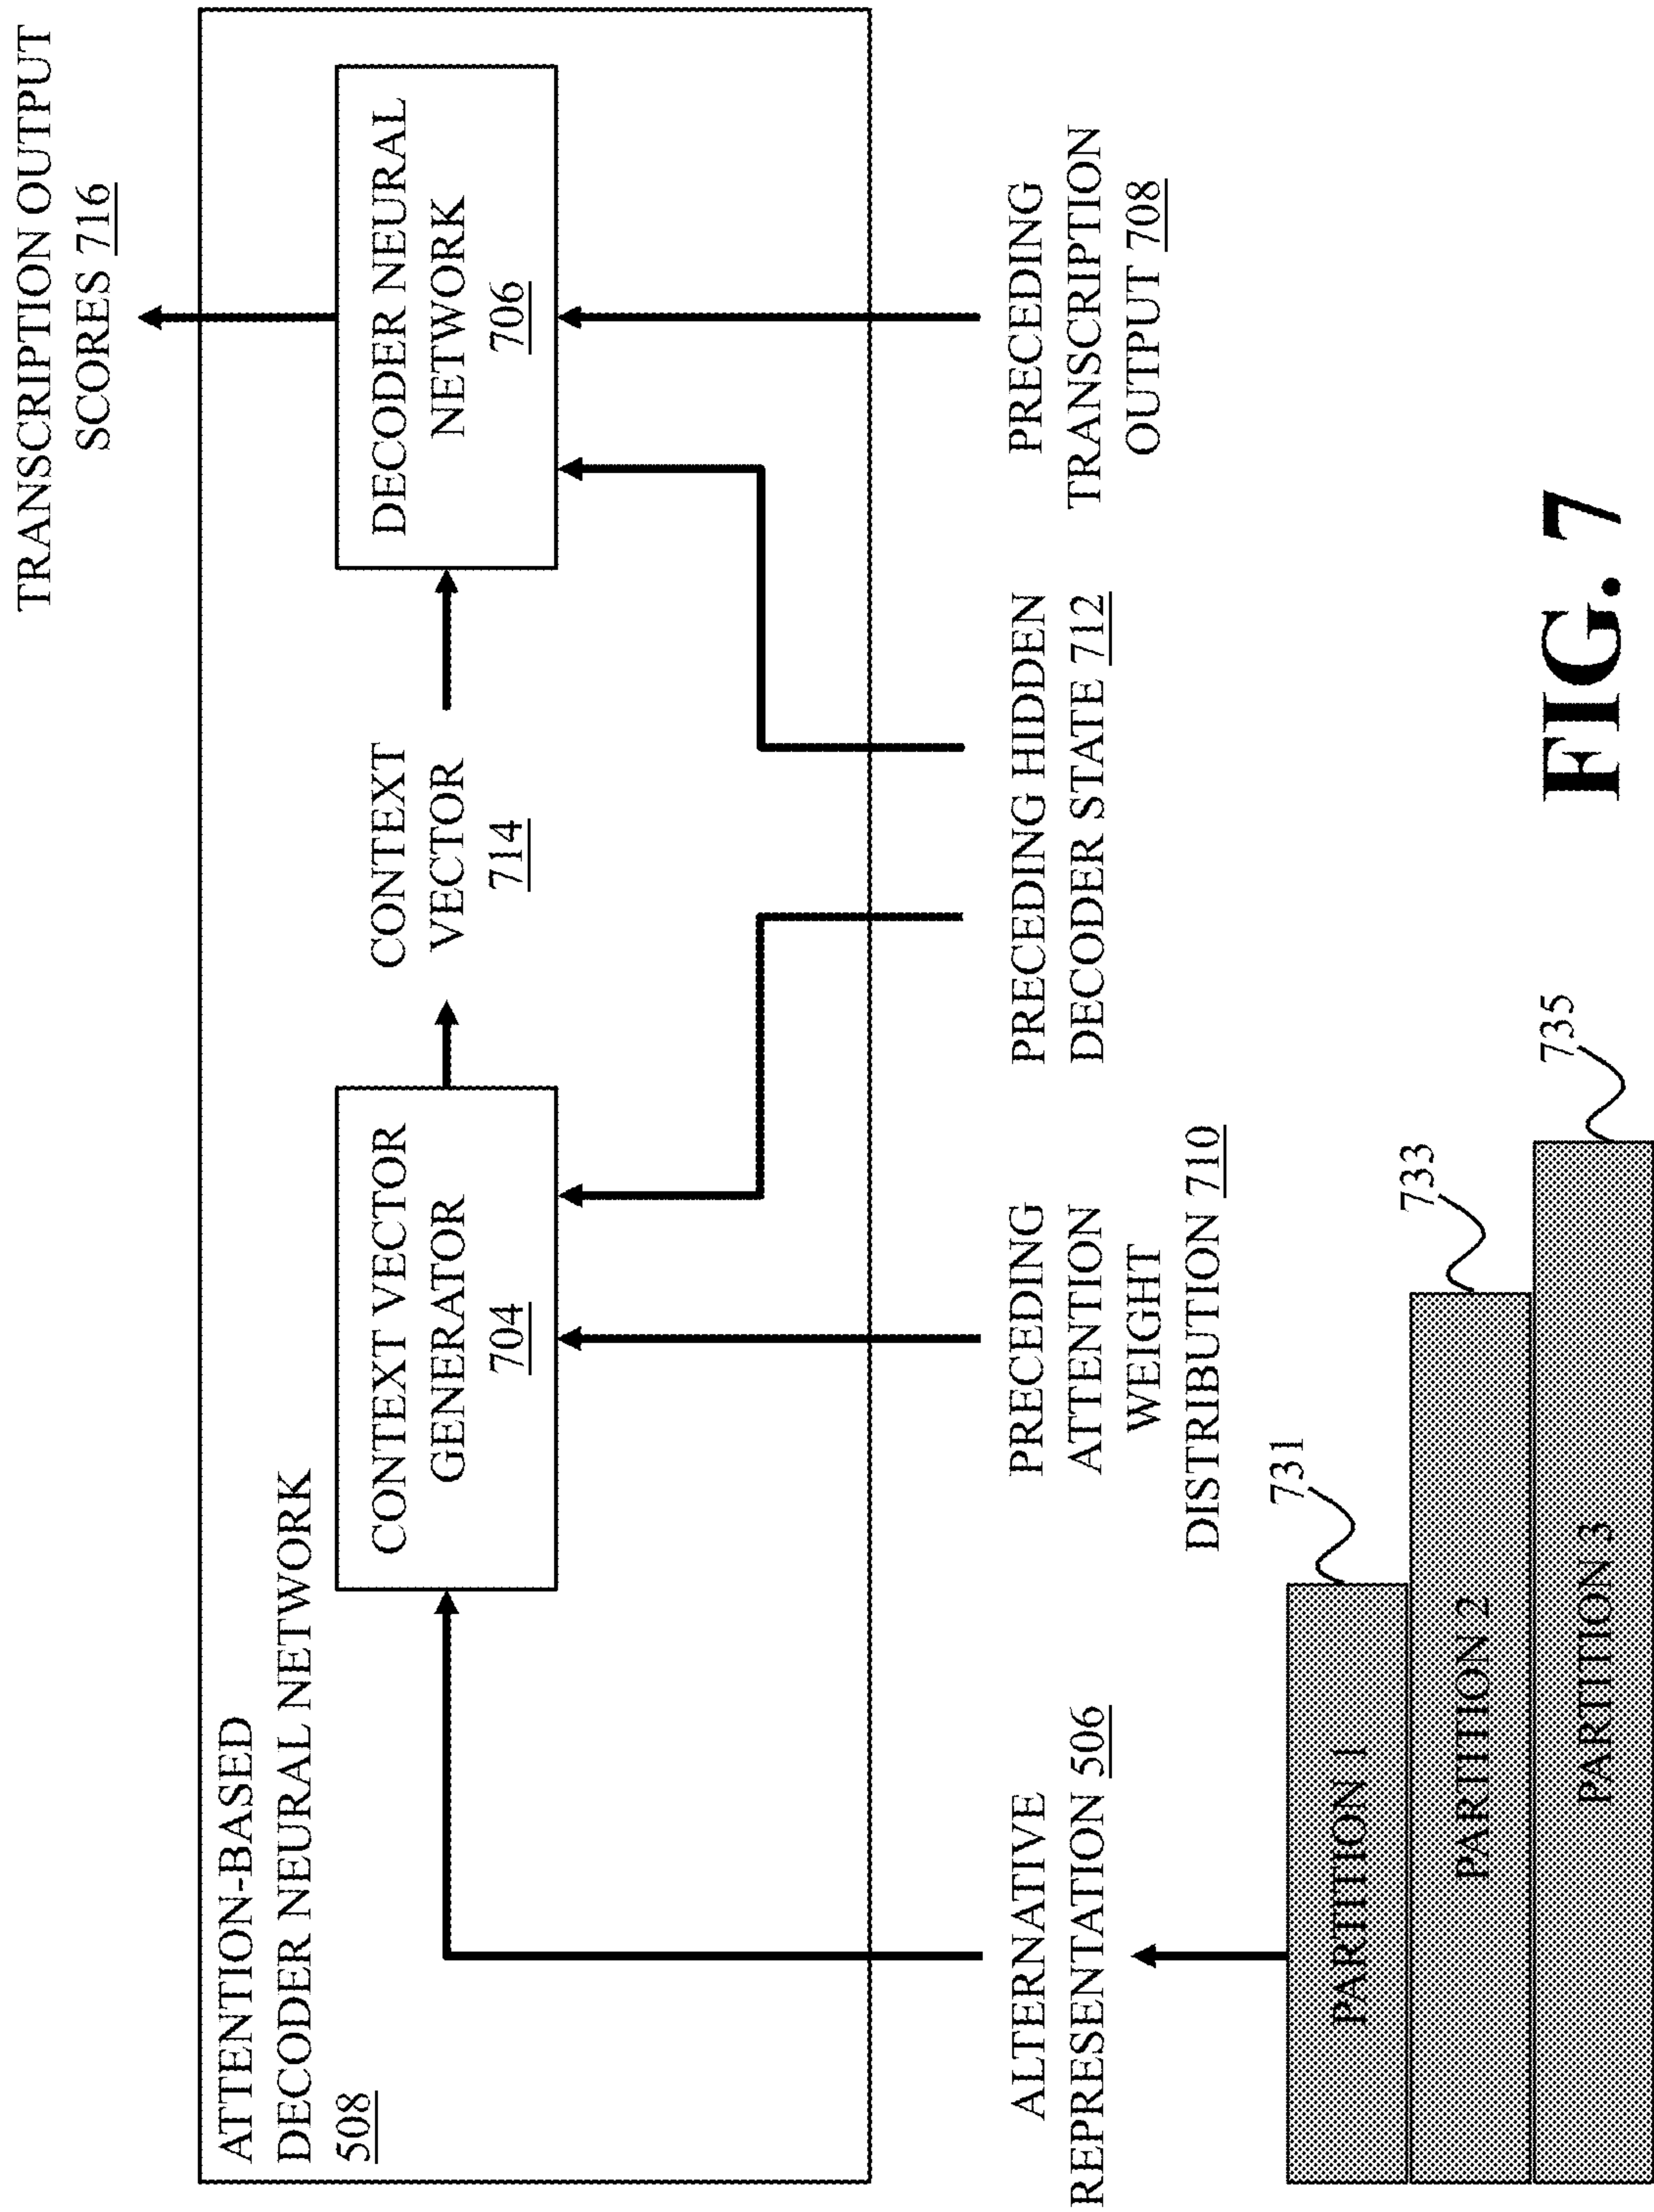 TRANSCRIPTION OUTPUT
SCORES 716
ATTENTION-BASED
DECODER NEURAL NETWORK
508
CONTEXT VECTOR
GENERATOR
704
CONTEXT
VECTOR
714
DECODER NEURAL
NETWORK
706
ALTERNATIVE
REPRESENTATION 506
PRECEDING
ATTENTION
WEIGHT
DISTRIBUTION 710
PRECEDING HIDDEN
DECODER STATE 712
PRECEDING
TRANSCRIPTION
OUTPUT 708
PARTITION 1
731
PARTITION 2
733
PARTITION 3
735
FIG. 7